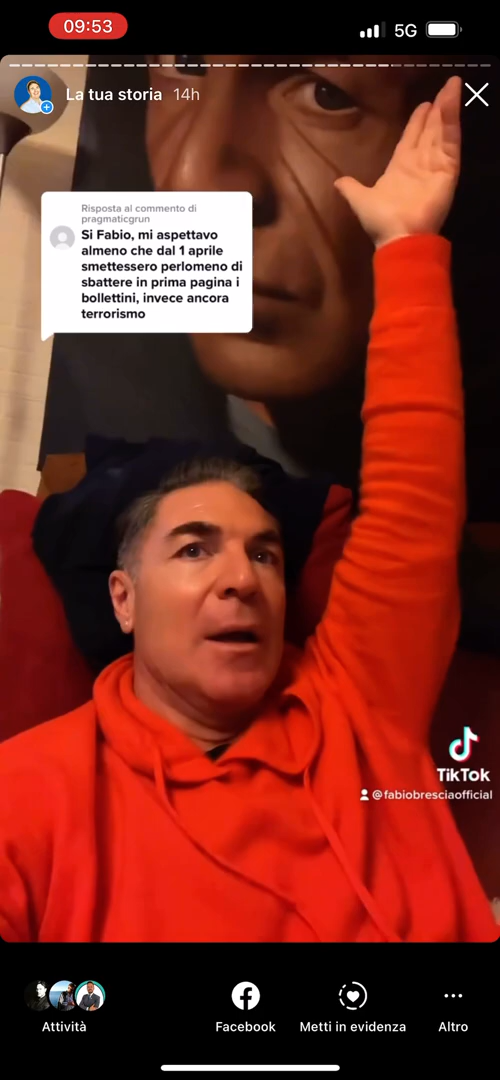 09:53
5G
La tua storia 14h
Risposta al commento di
pragmaticgrun
Si Fabio, mi aspettavo
almeno che dal 1 aprile
smettessero perlomeno di
sbattere in prima pagina i
bollettini, invece ancora
terrorismo
TikTok
@fabiobresciaofficial
Attività
Facebook
Metti in evidenza
Altro